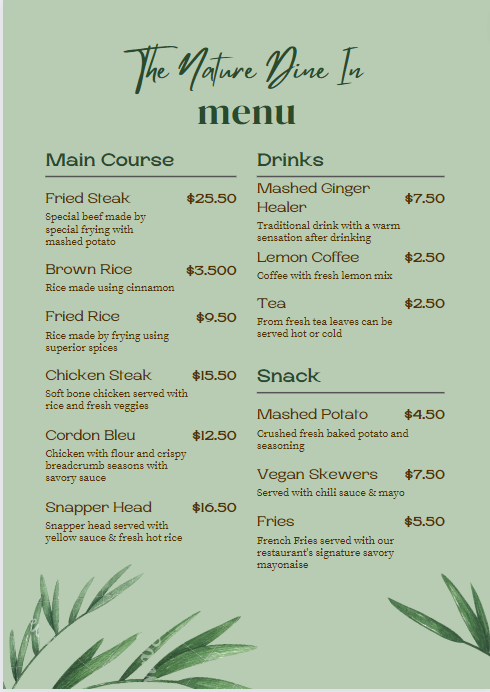 The Nature Dine In
menu
Main Course
Fried Steak $25.50
Special beef made by
special frying with
mashed potato
Brown Rice $3.500
Rice made using cinnamon
Fried Rice $9.50
Rice made by frying using
superior spices
Chicken Steak $15.50
Soft bone chicken served with
rice and fresh veggies
Cordon Bleu $12.50
Chicken with flour and crispy
breadcrumb seasons with
savory sauce
Snapper Head $16.50
Snapper head served with
yellow sauce & fresh hot rice
Drinks
Mashed Ginger
Healer $7.50
Traditional drink with a warm
sensation after drinking
Lemon Coffee $2.50
Coffee with fresh lemon mix
Tea $2.50
From fresh tea leaves can be
served hot or cold
Snack
Mashed Potato $4.50
Crushed fresh baked potato and
seasoning
Vegan Skewers $7.50
Served with chili sauce & mayo
Fries $5.50
French Fries served with our
restaurant's signature savory
mayonaise